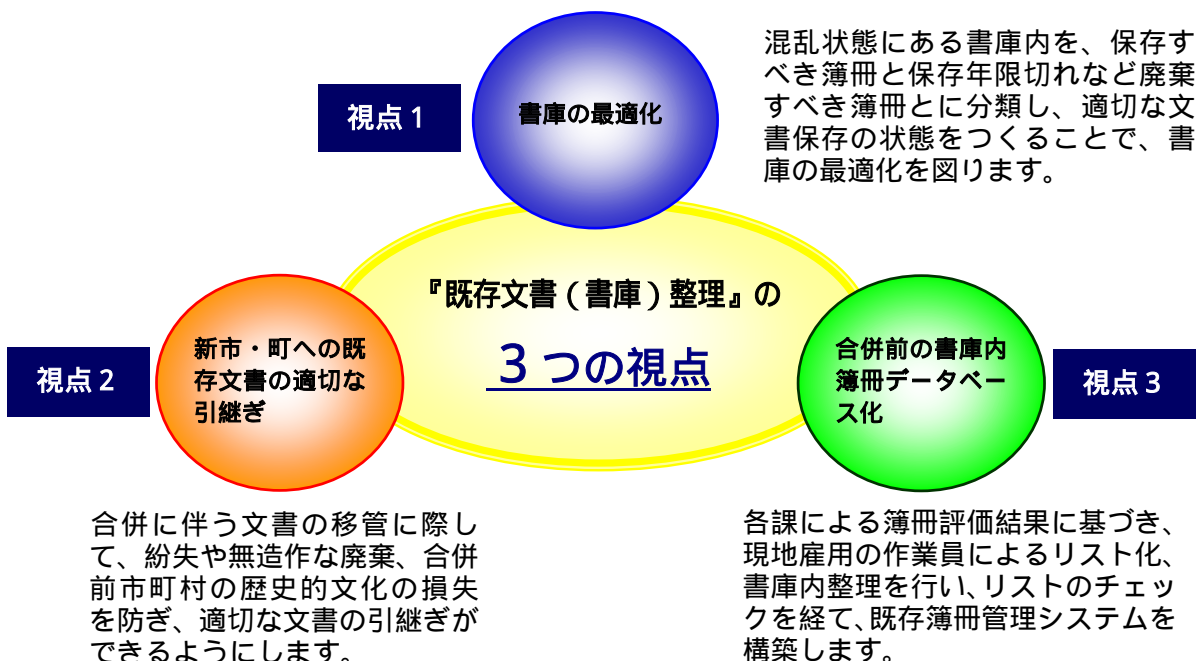 視点1
書庫の最適化
混乱状態にある書庫内を、保存す
べき簿冊と保存年限切れなど廃棄
すべき簿冊とに分類し、適切な文
書保存の状態をつくることで、書
庫の最適化を図ります。
『既存文書(書庫)整理』の
3つの視点
視点2
新市・町への既
存文書の適切な
引継ぎ
合併前の書庫内
簿冊データベー
ス化
視点3
合併に伴う文書の移管に際し
て、紛失や無造作な廃棄、合併
前市町村の歴史的文化の損失
を防ぎ、適切な文書の引継ぎが
できるようにします。
各課による簿冊評価結果に基づき、
現地雇用の作業員によるリスト化、
書庫内整理を行い、リストのチェッ
クを経て、既存簿冊管理システムを
構築します。